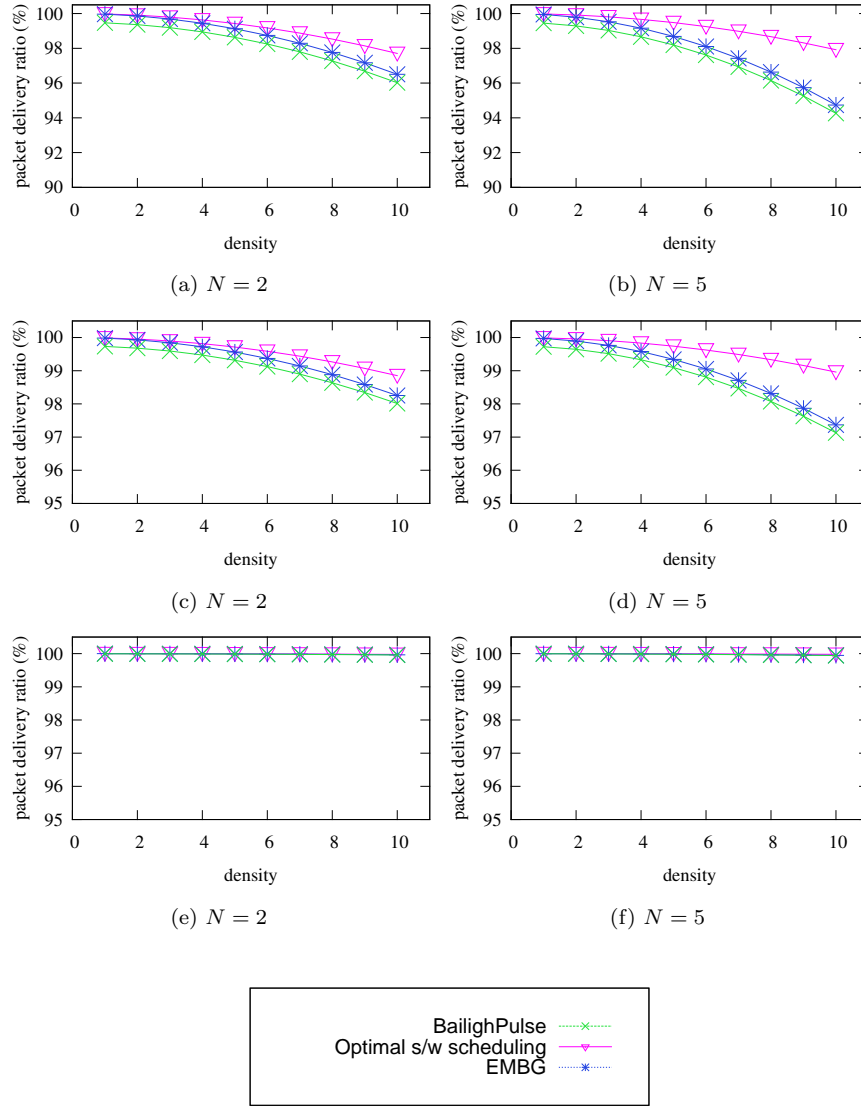 packet delivery ratio (%)
100
98
96
94
92
90
0 2 4 6 8 10
density
(a) N = 2
packet delivery ratio (%)
100
98
96
94
92
90
0 2 4 6 8 10
density
(b) N = 5
packet delivery ratio (%)
100
99
98
97
96
95
0 2 4 6 8 10
density
(c) N = 2
packet delivery ratio (%)
100
99
98
97
96
95
0 2 4 6 8 10
density
(d) N = 5
packet delivery ratio (%)
100
99
98
97
96
95
0 2 4 6 8 10
density
(e) N = 2
packet delivery ratio (%)
100
99
98
97
96
95
0 2 4 6 8 10
density
(f) N = 5
BailighPulse
Optimal s/w scheduling
EMBG